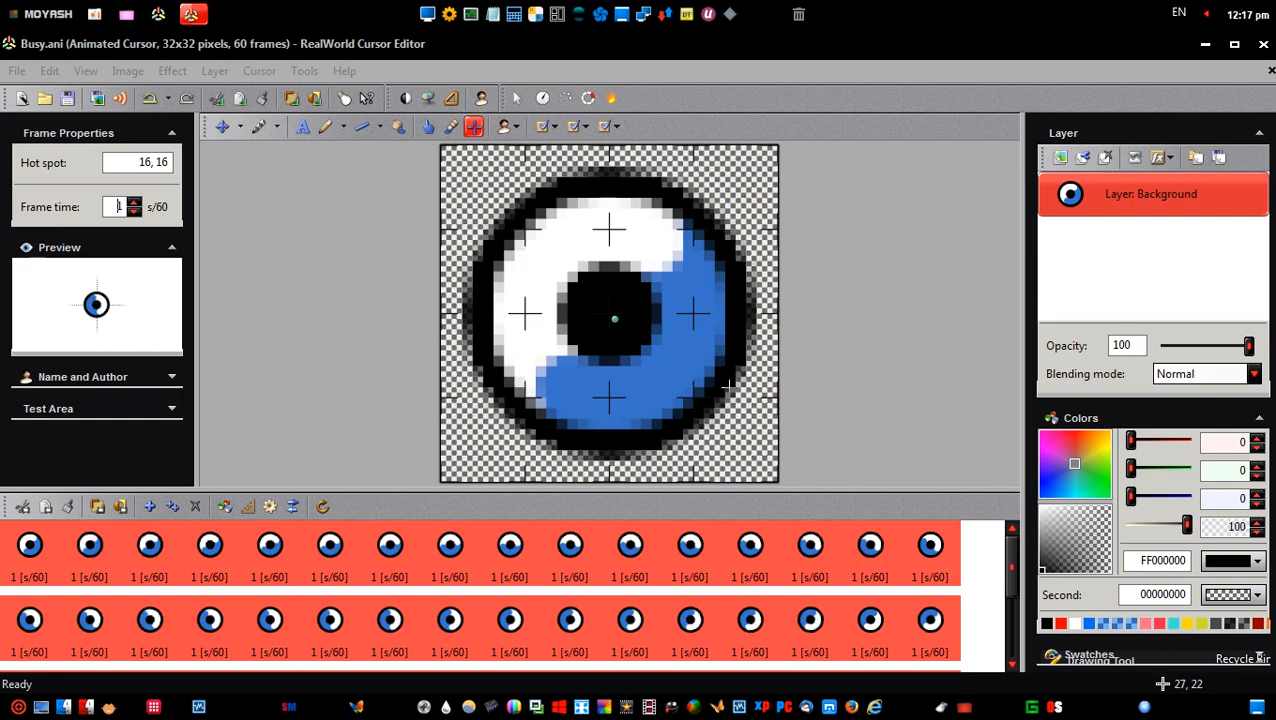 MOYASH
DT
EN
12:17 PM
Busy.ani (Animated Cursor, 32x32 pixels, 60 frames) - RealWorld Cursor Editor
File Edit View Image Effect Layer Cursor Tools Help
Frame Properties
Hot spot: 16, 16
Frame time: 1 s/60
Preview
Name and Author
Test Area
Layer
Layer: Background
Opacity: 100
Blending mode: Normal
Colors
0
0
0
100
FF000000
Second: 00000000
Swatches
Drawing Tool
1 [s/60] 1 [s/60] 1 [s/60] 1 [s/60] 1 [s/60] 1 [s/60] 1 [s/60] 1 [s/60] 1 [s/60] 1 [s/60] 1 [s/60] 1 [s/60] 1 [s/60] 1 [s/60] 1 [s/60] 1 [s/60]
1 [s/60] 1 [s/60] 1 [s/60] 1 [s/60] 1 [s/60] 1 [s/60] 1 [s/60] 1 [s/60] 1 [s/60] 1 [s/60] 1 [s/60] 1 [s/60] 1 [s/60] 1 [s/60] 1 [s/60] 1 [s/60]
Ready
27, 22
SM
XP PC
G OS